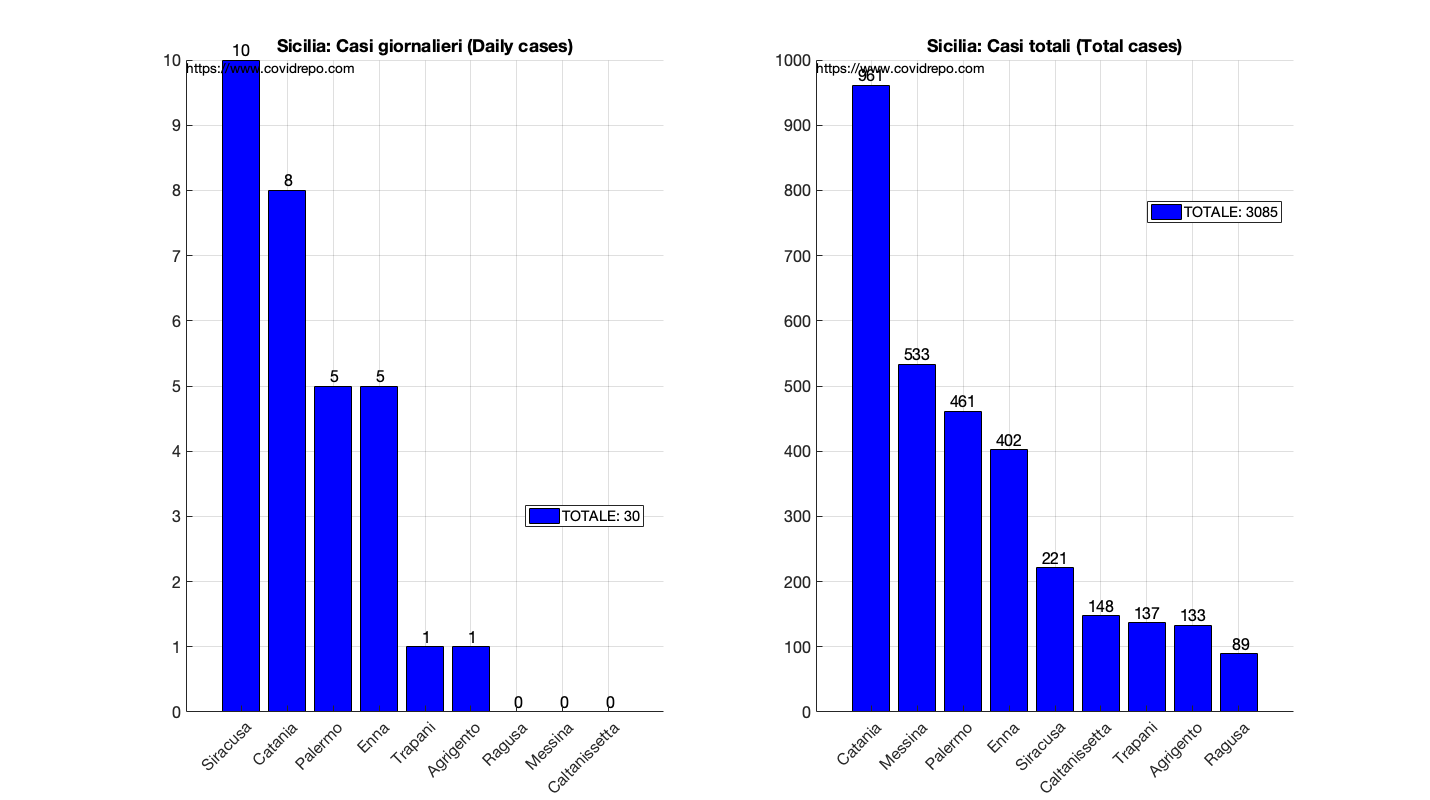 Sicilia: Casi giornalieri (Daily cases)
https://www.covidrepo.com
10
9
8
7
6
5
4
3
2
1
0
10
8
5
5
1
1
0
0
0
TOTALE: 30
Siracusa
Catania
Palermo
Enna
Trapani
Agrigento
Ragusa
Messina
Caltanissetta
Sicilia: Casi totali (Total cases)
https://www.covidrepo.com
1000
900
800
700
600
500
400
300
200
100
0
961
533
461
402
221
148
137
133
89
TOTALE: 3085
Catania
Messina
Palermo
Enna
Siracusa
Caltanissetta
Trapani
Agrigento
Ragusa